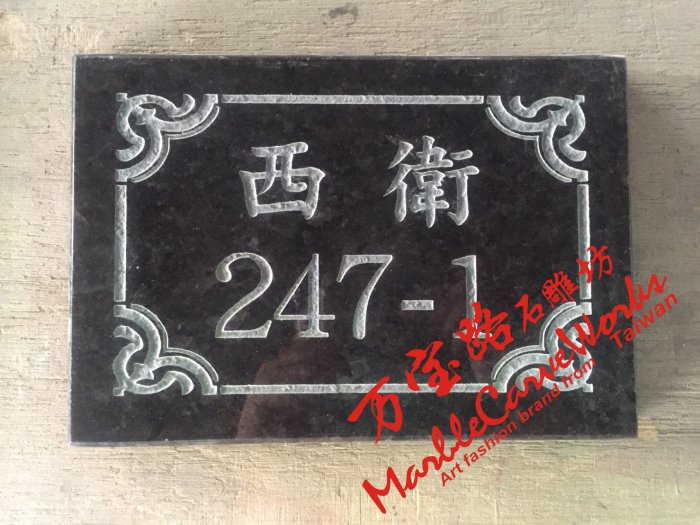 西衛
247-1
万宝路石雕坊
MarbleCarveWorks
Art fashion brand from Taiwan